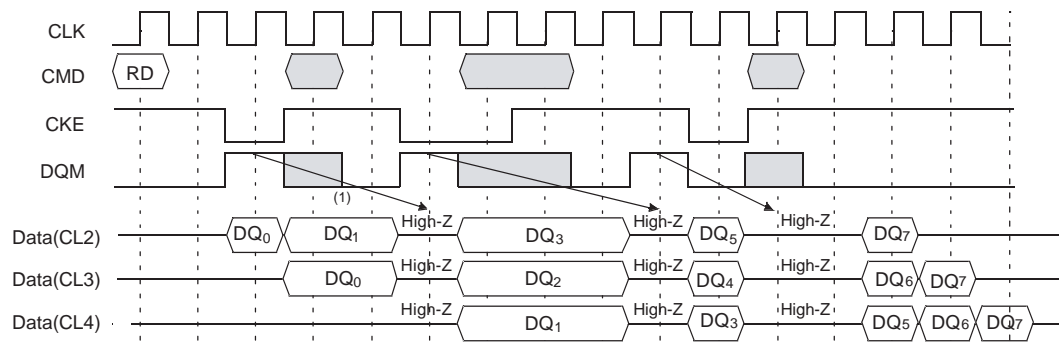 CLK
CMD RD
CKE
DQM
(1)
High-Z High-Z High-Z
Data(CL2) DQ0 DQ1 DQ3 DQ5 DQ7
High-Z High-Z High-Z
Data(CL3) DQ0 DQ2 DQ4 DQ6 DQ7
High-Z High-Z High-Z
Data(CL4) DQ1 DQ3 DQ5 DQ6 DQ7